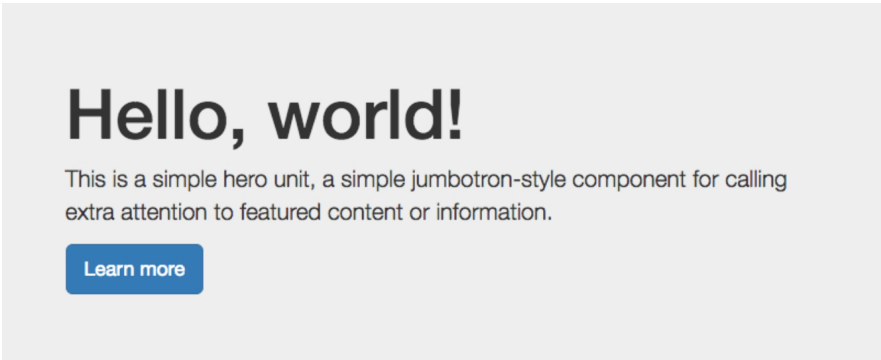 Hello, world!
This is a simple hero unit, a simple jumbotron-style component for calling
extra attention to featured content or information.
Learn more